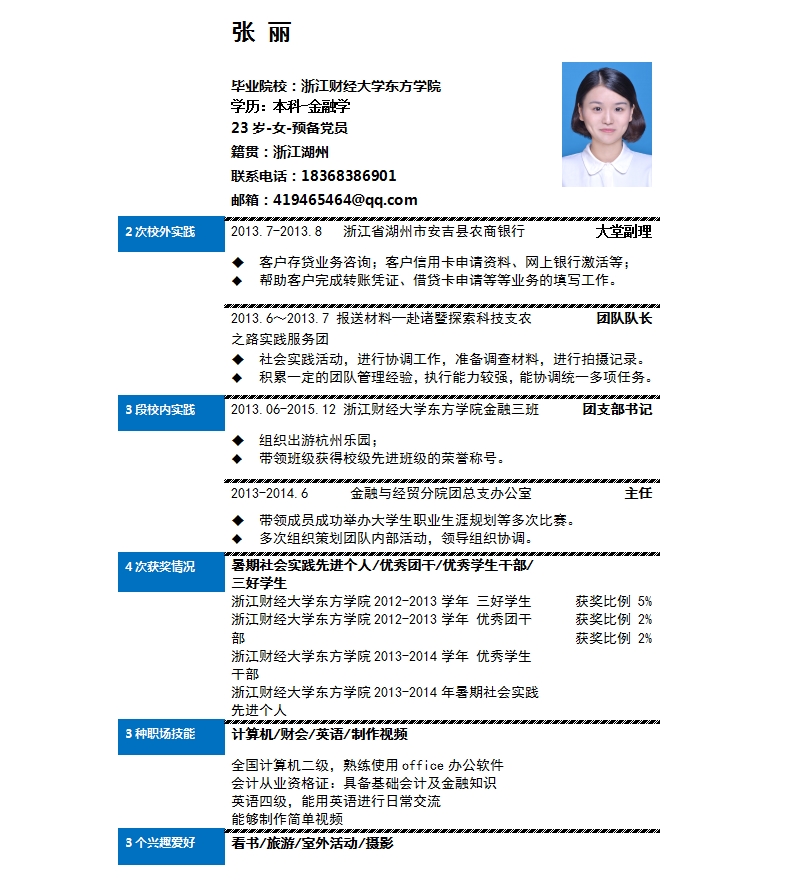 张 丽
毕业院校：浙江财经大学东方学院
学历：本科-金融学
23 岁-女-预备党员
籍贯：浙江湖州
联系电话：18368386901
邮箱：419465464@qq.com
2 次校外实践
2013.7-2013.8 浙江省湖州市安吉县农商银行 大堂副理
◆ 客户存贷业务咨询；客户信用卡申请资料、网上银行激活等；
◆ 帮助客户完成转账凭证、借贷卡申请等等业务的填写工作。
2013.6～2013.7 报送材料—赴诸暨探索科技支农 团队队长
之路实践服务团
◆ 社会实践活动，进行协调工作，准备调查材料，进行拍摄记录。
◆ 积累一定的团队管理经验，执行能力较强，能协调统一多项任务。
3 段校内实践
2013.06-2015.12 浙江财经大学东方学院金融三班 团支部书记
◆ 组织出游杭州乐园；
◆ 带领班级获得校级先进班级的荣誉称号。
2013-2014.6 金融与经贸分院团总支办公室 主任
◆ 带领成员成功举办大学生职业生涯规划等多次比赛。
◆ 多次组织策划团队内部活动，领导组织协调。
4 次获奖情况
暑期社会实践先进个人/优秀团干/优秀学生干部/
三好学生
浙江财经大学东方学院 2012-2013 学年 三好学生 获奖比例 5%
浙江财经大学东方学院 2012-2013 学年 优秀团干 获奖比例 2%
部 获奖比例 2%
浙江财经大学东方学院 2013-2014 学年 优秀学生
干部
浙江财经大学东方学院 2013-2014 年暑期社会实践
先进个人
3 种职场技能
计算机/财会/英语/制作视频
全国计算机二级，熟练使用 office 办公软件
会计从业资格证：具备基础会计及金融知识
英语四级，能用英语进行日常交流
能够制作简单视频
3 个兴趣爱好
看书/旅游/室外活动/摄影